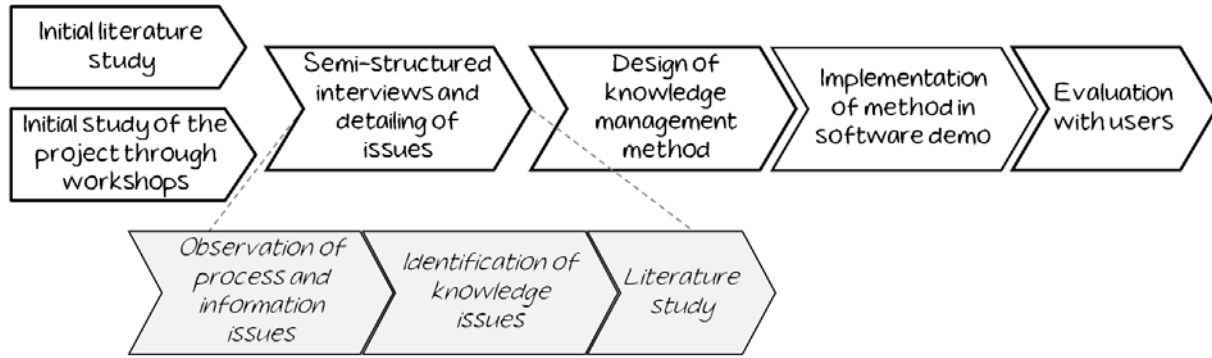 Initial literature
study
Initial study of the
project through
workshops
Semi-structured
interviews and
detailing of
issues
Design of
knowledge
management
method
Implementation
of method in
software demo
Evaluation
with users
Observation of
process and
information
issues
Identification of
knowledge
issues
Literature
study